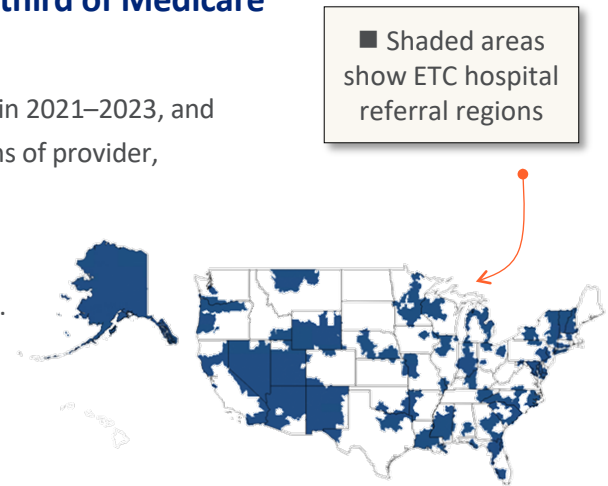 third of Medicare
■ Shaded areas
show ETC hospital
referral regions
in 2021–2023, and
ns of provider,
.